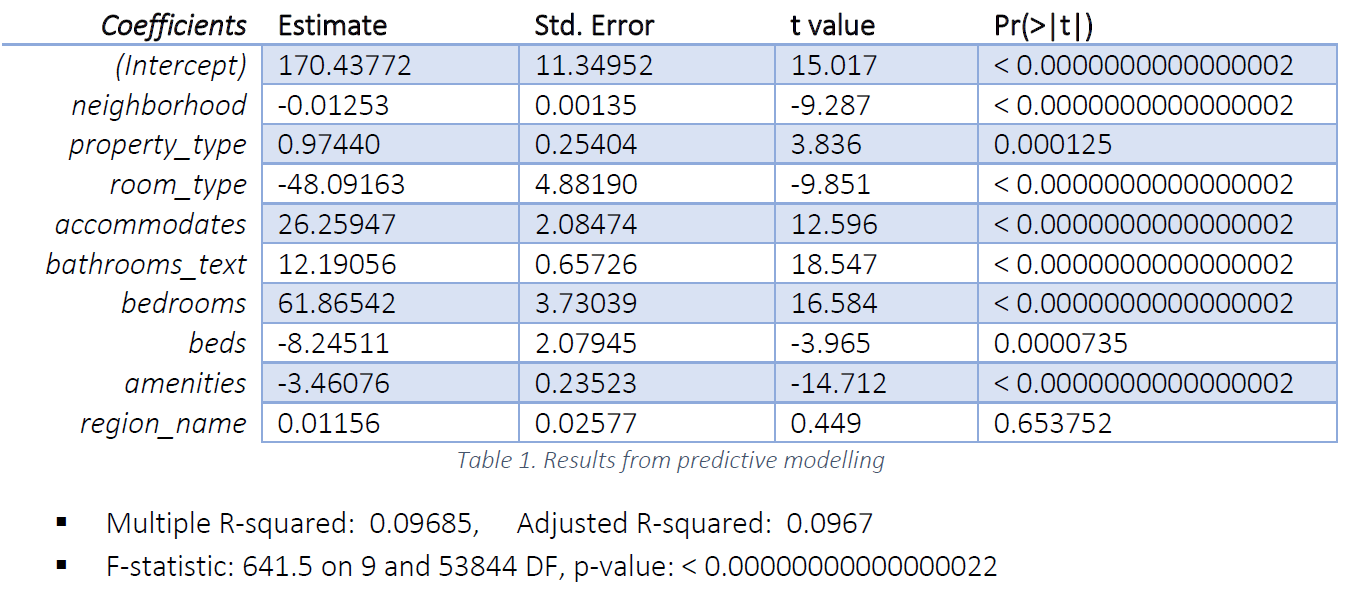 Coefficients Estimate Std. Error t value Pr(>|t|)
(Intercept) 170.43772 11.34952 15.017 < 0.0000000000000002
neighborhood -0.01253 0.00135 -9.287 < 0.0000000000000002
property_type 0.97440 0.25404 3.836 0.000125
room_type -48.09163 4.88190 -9.851 < 0.0000000000000002
accommodates 26.25947 2.08474 12.596 < 0.0000000000000002
bathrooms_text 12.19056 0.65726 18.547 < 0.0000000000000002
bedrooms 61.86542 3.73039 16.584 < 0.0000000000000002
beds -8.24511 2.07945 -3.965 0.0000735
amenities -3.46076 0.23523 -14.712 < 0.0000000000000002
region_name 0.01156 0.02577 0.449 0.653752
Table 1. Results from predictive modelling
▪ Multiple R-squared: 0.09685, Adjusted R-squared: 0.0967
▪ F-statistic: 641.5 on 9 and 53844 DF, p-value: < 0.00000000000000022